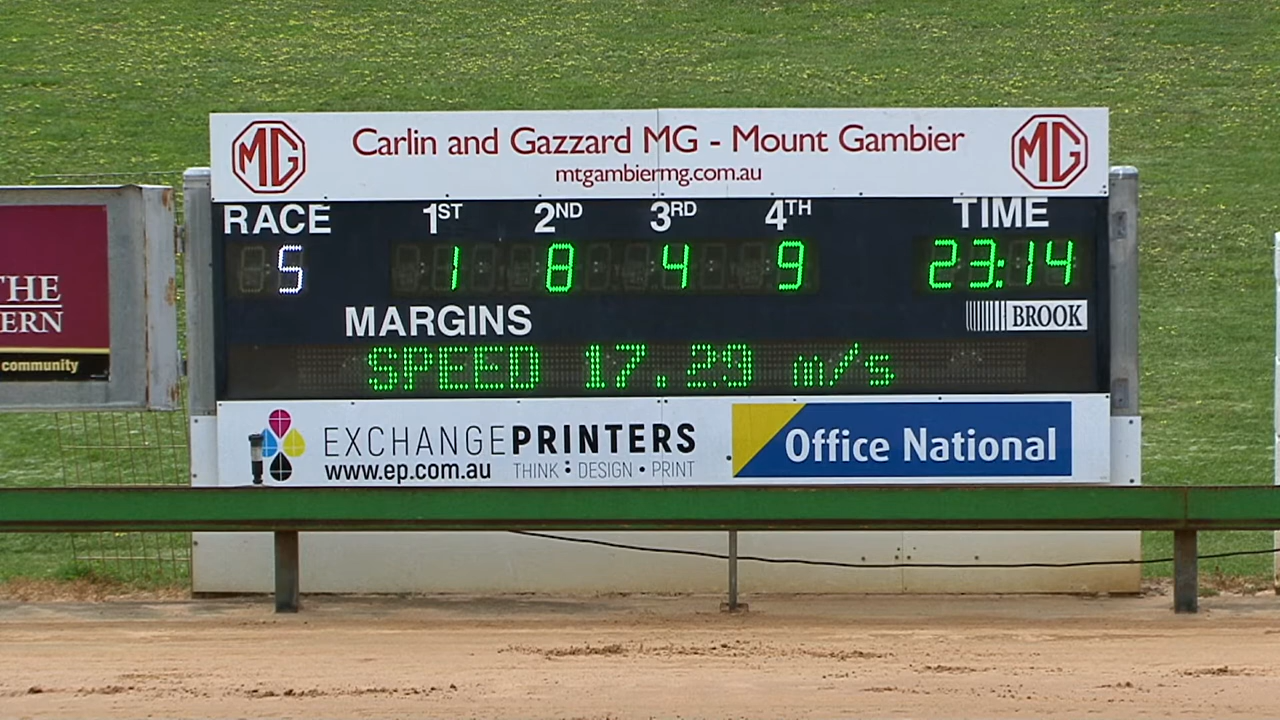 MG Carlin and Gazzard MG - Mount Gambier MG
mtgambiermg.com.au
RACE 1ST 2ND 3RD 4TH TIME
5 1 8 4 9 23:14
MARGINS BROOK
SPEED 17.29 m/s
EXCHANGEPRINTERS
www.ep.com.au THINK : DESIGN • PRINT
Office National
THE
ERN
community